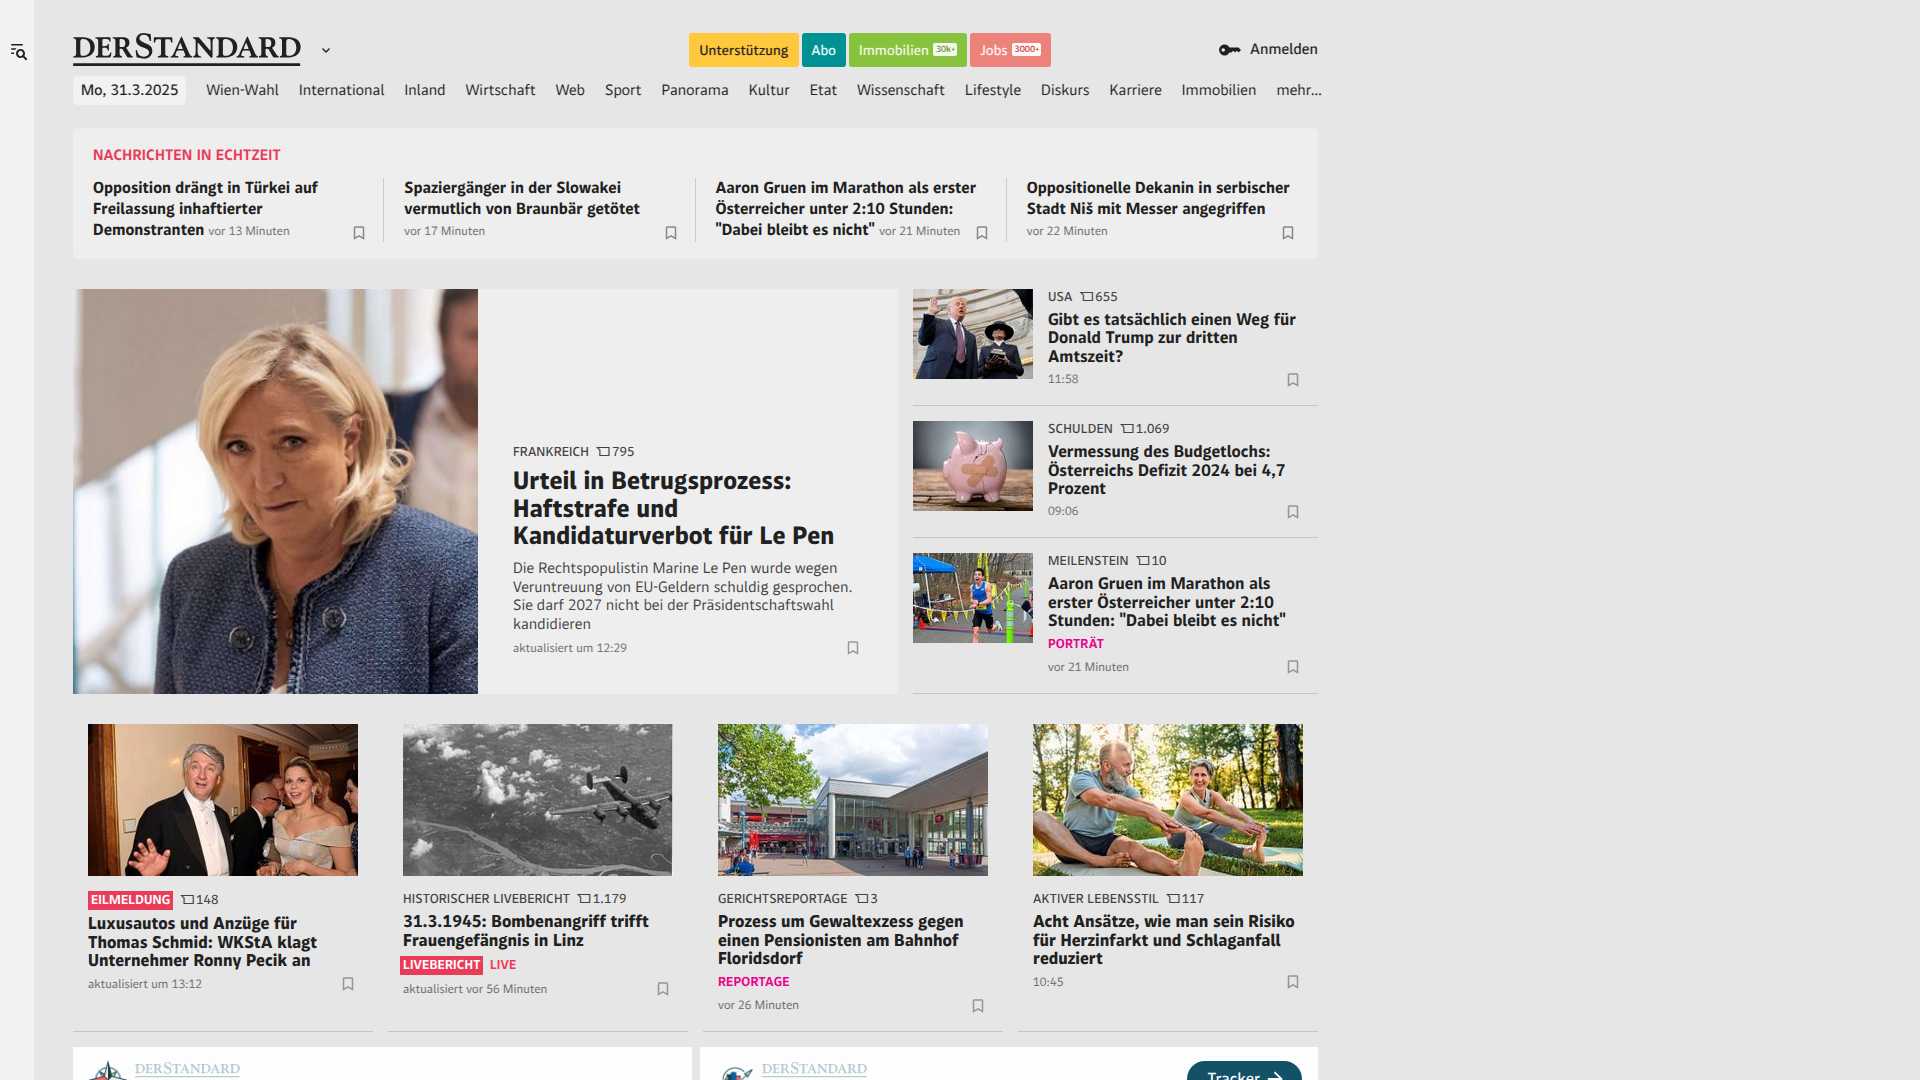 DERSTANDARD
Unterstützung
Abo
Immobilien 30k+
Jobs 3000+
Anmelden
Mo, 31.3.2025
Wien-Wahl
International
Inland
Wirtschaft
Web
Sport
Panorama
Kultur
Etat
Wissenschaft
Lifestyle
Diskurs
Karriere
Immobilien
mehr...
NACHRICHTEN IN ECHTZEIT
Opposition drängt in Türkei auf
Freilassung inhaftierter
Demonstranten vor 13 Minuten
Spaziergänger in der Slowakei
vermutlich von Braunbär getötet
vor 17 Minuten
Aaron Gruen im Marathon als erster
Österreicher unter 2:10 Stunden:
"Dabei bleibt es nicht" vor 21 Minuten
Oppositionelle Dekanin in serbischer
Stadt Niš mit Messer angegriffen
vor 22 Minuten
FRANKREICH 795
Urteil in Betrugsprozess:
Haftstrafe und
Kandidaturverbot für Le Pen
Die Rechtspopulistin Marine Le Pen wurde wegen
Veruntreuung von EU-Geldern schuldig gesprochen.
Sie darf 2027 nicht bei der Präsidentschaftswahl
kandidieren
aktualisiert um 12:29
USA 655
Gibt es tatsächlich einen Weg für
Donald Trump zur dritten
Amtszeit?
11:58
SCHULDEN 1.069
Vermessung des Budgetlochs:
Österreichs Defizit 2024 bei 4,7
Prozent
09:06
MEILENSTEIN 10
Aaron Gruen im Marathon als
erster Österreicher unter 2:10
Stunden: "Dabei bleibt es nicht"
PORTRÄT
vor 21 Minuten
EILMELDUNG 148
Luxusautos und Anzüge für
Thomas Schmid: WKStA klagt
Unternehmer Ronny Pecik an
aktualisiert um 13:12
HISTORISCHER LIVEBERICHT 1.179
31.3.1945: Bombenangriff trifft
Frauengefängnis in Linz
LIVEBERICHT LIVE
aktualisiert vor 56 Minuten
GERICHTSREPORTAGE 3
Prozess um Gewaltexzess gegen
einen Pensionisten am Bahnhof
Floridsdorf
REPORTAGE
vor 26 Minuten
AKTIVER LEBENSSTIL 117
Acht Ansätze, wie man sein Risiko
für Herzinfarkt und Schlaganfall
reduziert
10:45
DERSTANDARD
DERSTANDARD
Tracker